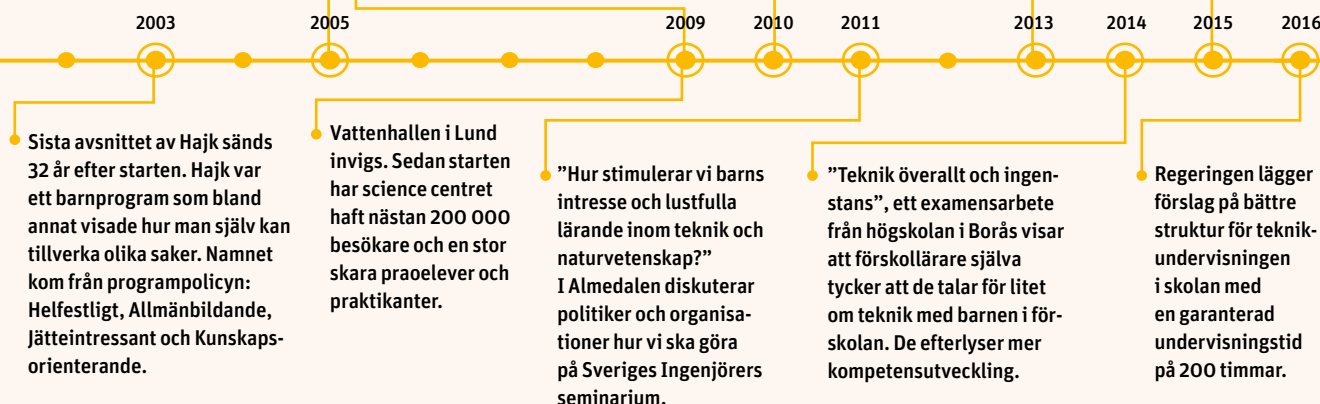 2003
2005
2009
2010
2011
2013
2014
2015
2016
Sista avsnittet av Hajk sänds
32 år efter starten. Hajk var
ett barnprogram som bland
annat visade hur man själv kan
tillverka olika saker. Namnet
kom från programpolicyn:
Helfestligt, Allmänbildande,
Jätteintressant och Kunskaps-
orienterande.
Vattenhallen i Lund
invigs. Sedan starten
har science centret
haft nästan 200 000
besökare och en stor
skara praoelever och
praktikanter.
”Hur stimulerar vi barns
intresse och lustfulla
lärande inom teknik och
naturvetenskap?”
I Almedalen diskuterar
politiker och organisa-
tioner hur vi ska göra
på Sveriges Ingenjörers
seminarium.
”Teknik överallt och ingen-
stans”, ett examensarbete
från högskolan i Borås visar
att förskollärare själva
tycker att de talar för litet
om teknik med barnen i för-
skolan. De efterlyser mer
kompetensutveckling.
Regeringen lägger
förslag på bättre
struktur för teknik-
undervisningen
i skolan med
en garanterad
undervisningstid
på 200 timmar.